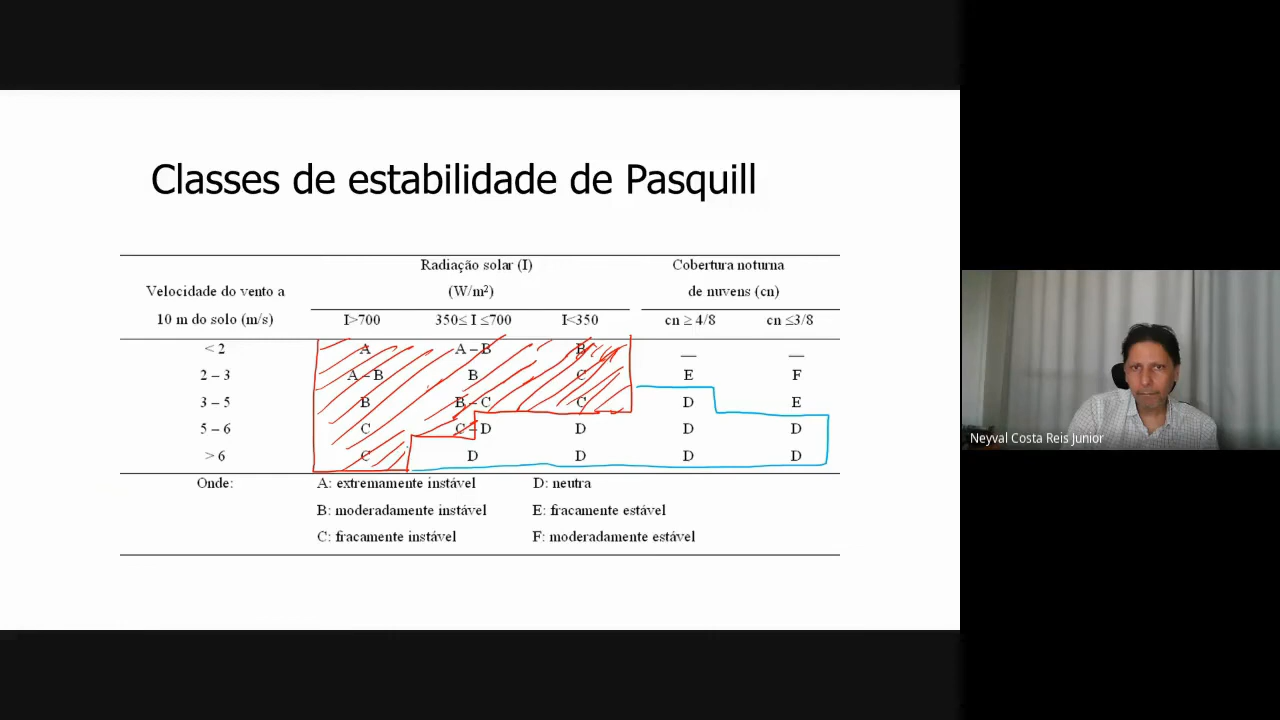 Classes de estabilidade de Pasquill
Radiação solar (I) Cobertura noturna
Velocidade do vento a (W/m²) de nuvens (cn)
10 m do solo (m/s) I>700 350≤ I ≤700 I<350 cn ≥ 4/8 cn ≤3/8
< 2 A A – B B — —
2 – 3 A – B B C E F
3 – 5 B B – C C D E
5 – 6 C C – D D D D
> 6 C D D D D
Onde: A: extremamente instável D: neutra
B: moderadamente instável E: fracamente estável
C: fracamente instável F: moderadamente estável
Neyval Costa Reis Junior